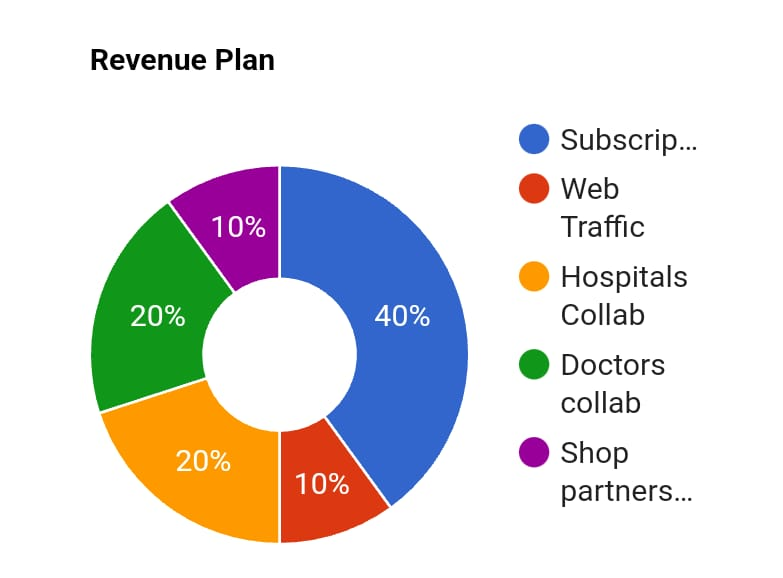 Revenue Plan
Subscrip...
Web
Traffic
Hospitals
Collab
Doctors
collab
Shop
partners...
10%
40%
20%
20%
10%